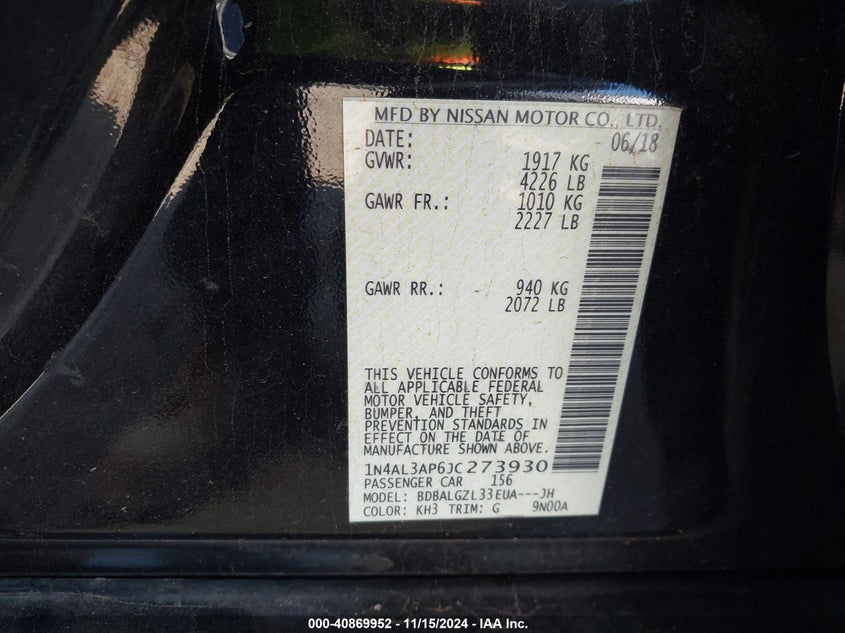 MFD BY NISSAN MOTOR CO., LTD.
DATE: 06/18
GVWR: 1917 KG
4226 LB
GAWR FR.: 1010 KG
2227 LB
GAWR RR.: 940 KG
2072 LB
THIS VEHICLE CONFORMS TO
ALL APPLICABLE FEDERAL
MOTOR VEHICLE SAFETY,
BUMPER, AND THEFT
PREVENTION STANDARDS IN
EFFECT ON THE DATE OF
MANUFACTURE SHOWN ABOVE.
1N4AL3AP6JC273930
PASSENGER CAR 156
MODEL: BDBALGZL33EUA---JH
COLOR: KH3 TRIM: G 9N00A
000-40869952 - 11/15/2024 - IAA Inc.